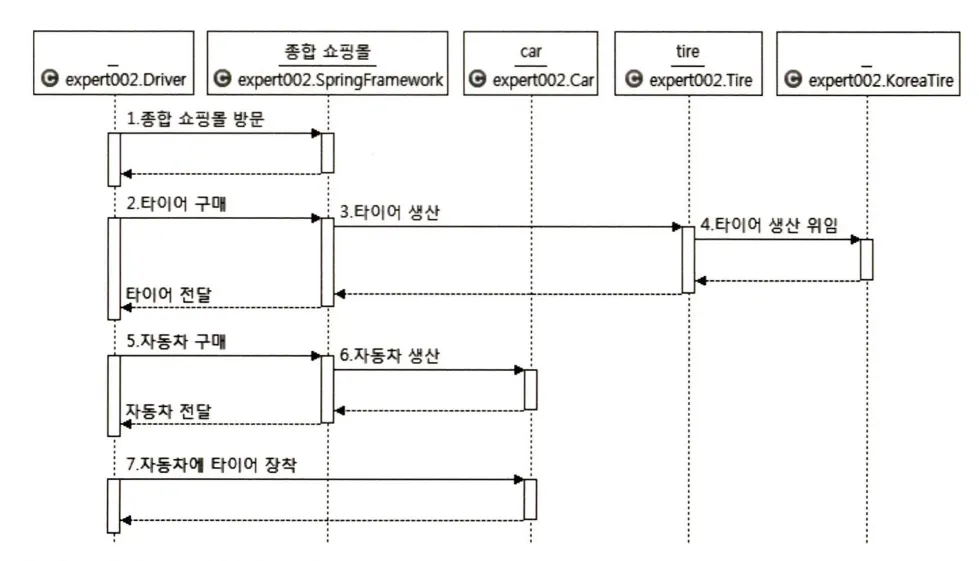 _
Ⓒ expert002.Driver
종합 쇼핑몰
Ⓒ expert002.SpringFramework
car
Ⓒ expert002.Car
tire
Ⓒ expert002.Tire
_
Ⓒ expert002.KoreaTire
1.종합 쇼핑몰 방문
2.타이어 구매
3.타이어 생산
4.타이어 생산 위임
타이어 전달
5.자동차 구매
6.자동차 생산
자동차 전달
7.자동차에 타이어 장착